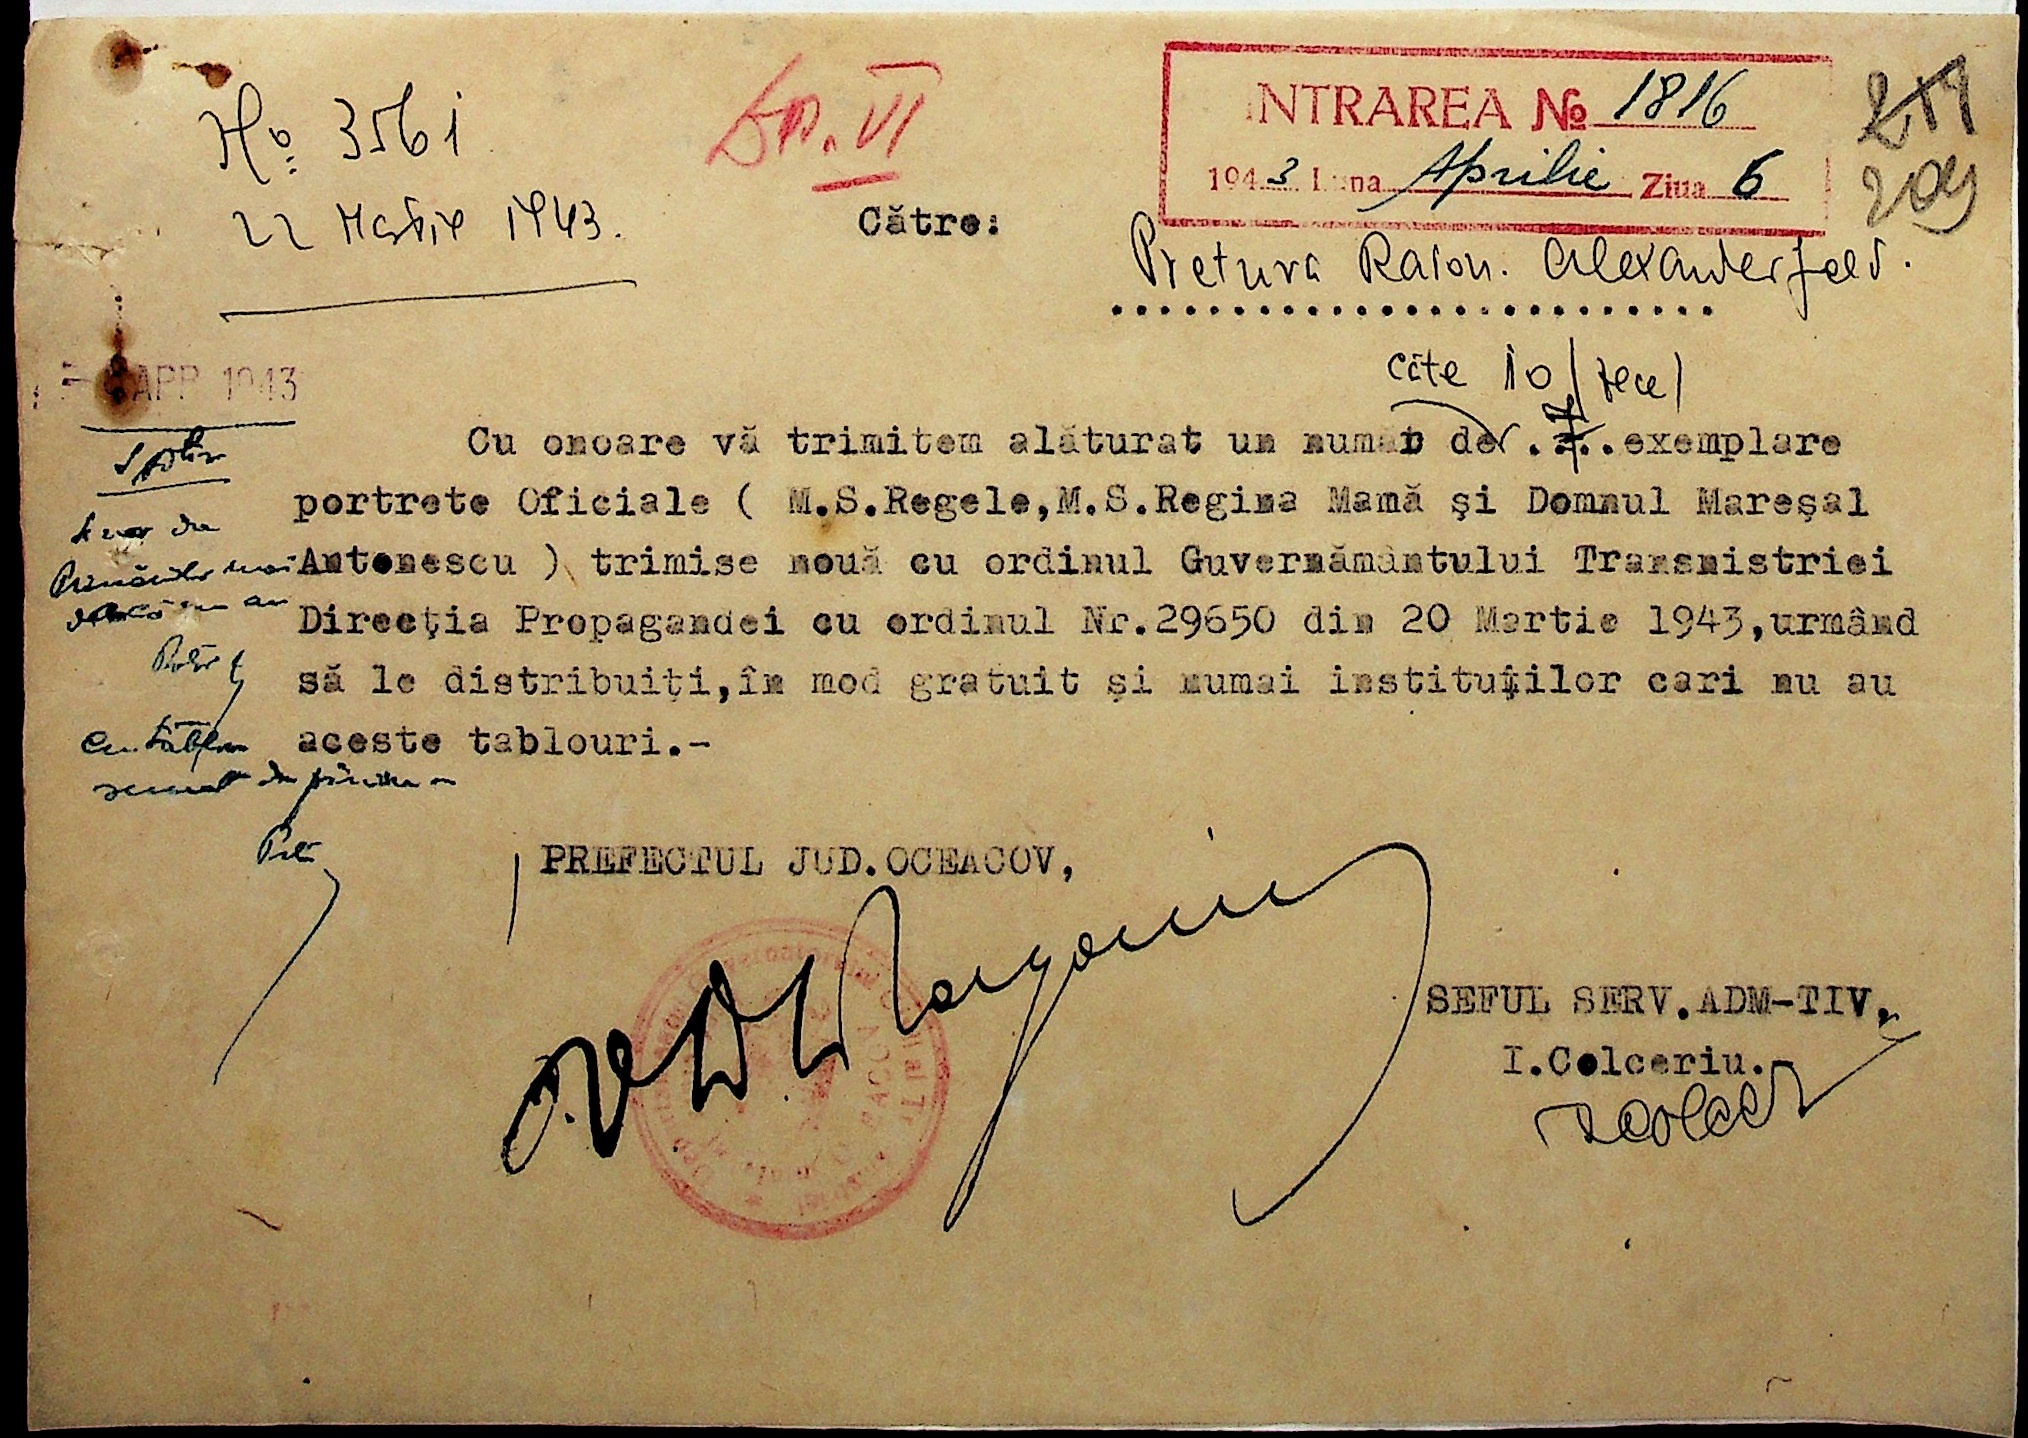 No 3561
22 Martie 1943.
INTRAREA No 1816
1943 Luna Aprilie Ziua 6
219
209
Către:
Pretura Raion. Alexanderfeld.
APR 1943
câte 10 /zece/
Cu onoare vă trimitem alăturat un număr de . 7 . . exemplare
portrete Oficiale ( M.S.Regele,M.S.Regina Mamă şi Domnul Mareşal
Antonescu ) trimise nouă cu ordinul Guvernământului Transnistriei
Direcţia Propagandei cu ordinul Nr.29650 din 20 Martie 1943,urmând
să le distribuiţi,în mod gratuit şi numai instituţiilor cari nu au
aceste tablouri.-
PREFECTUL JUD.OCEACOV,
SEFUL SERV.ADM-TIV.
I.Colceriu.